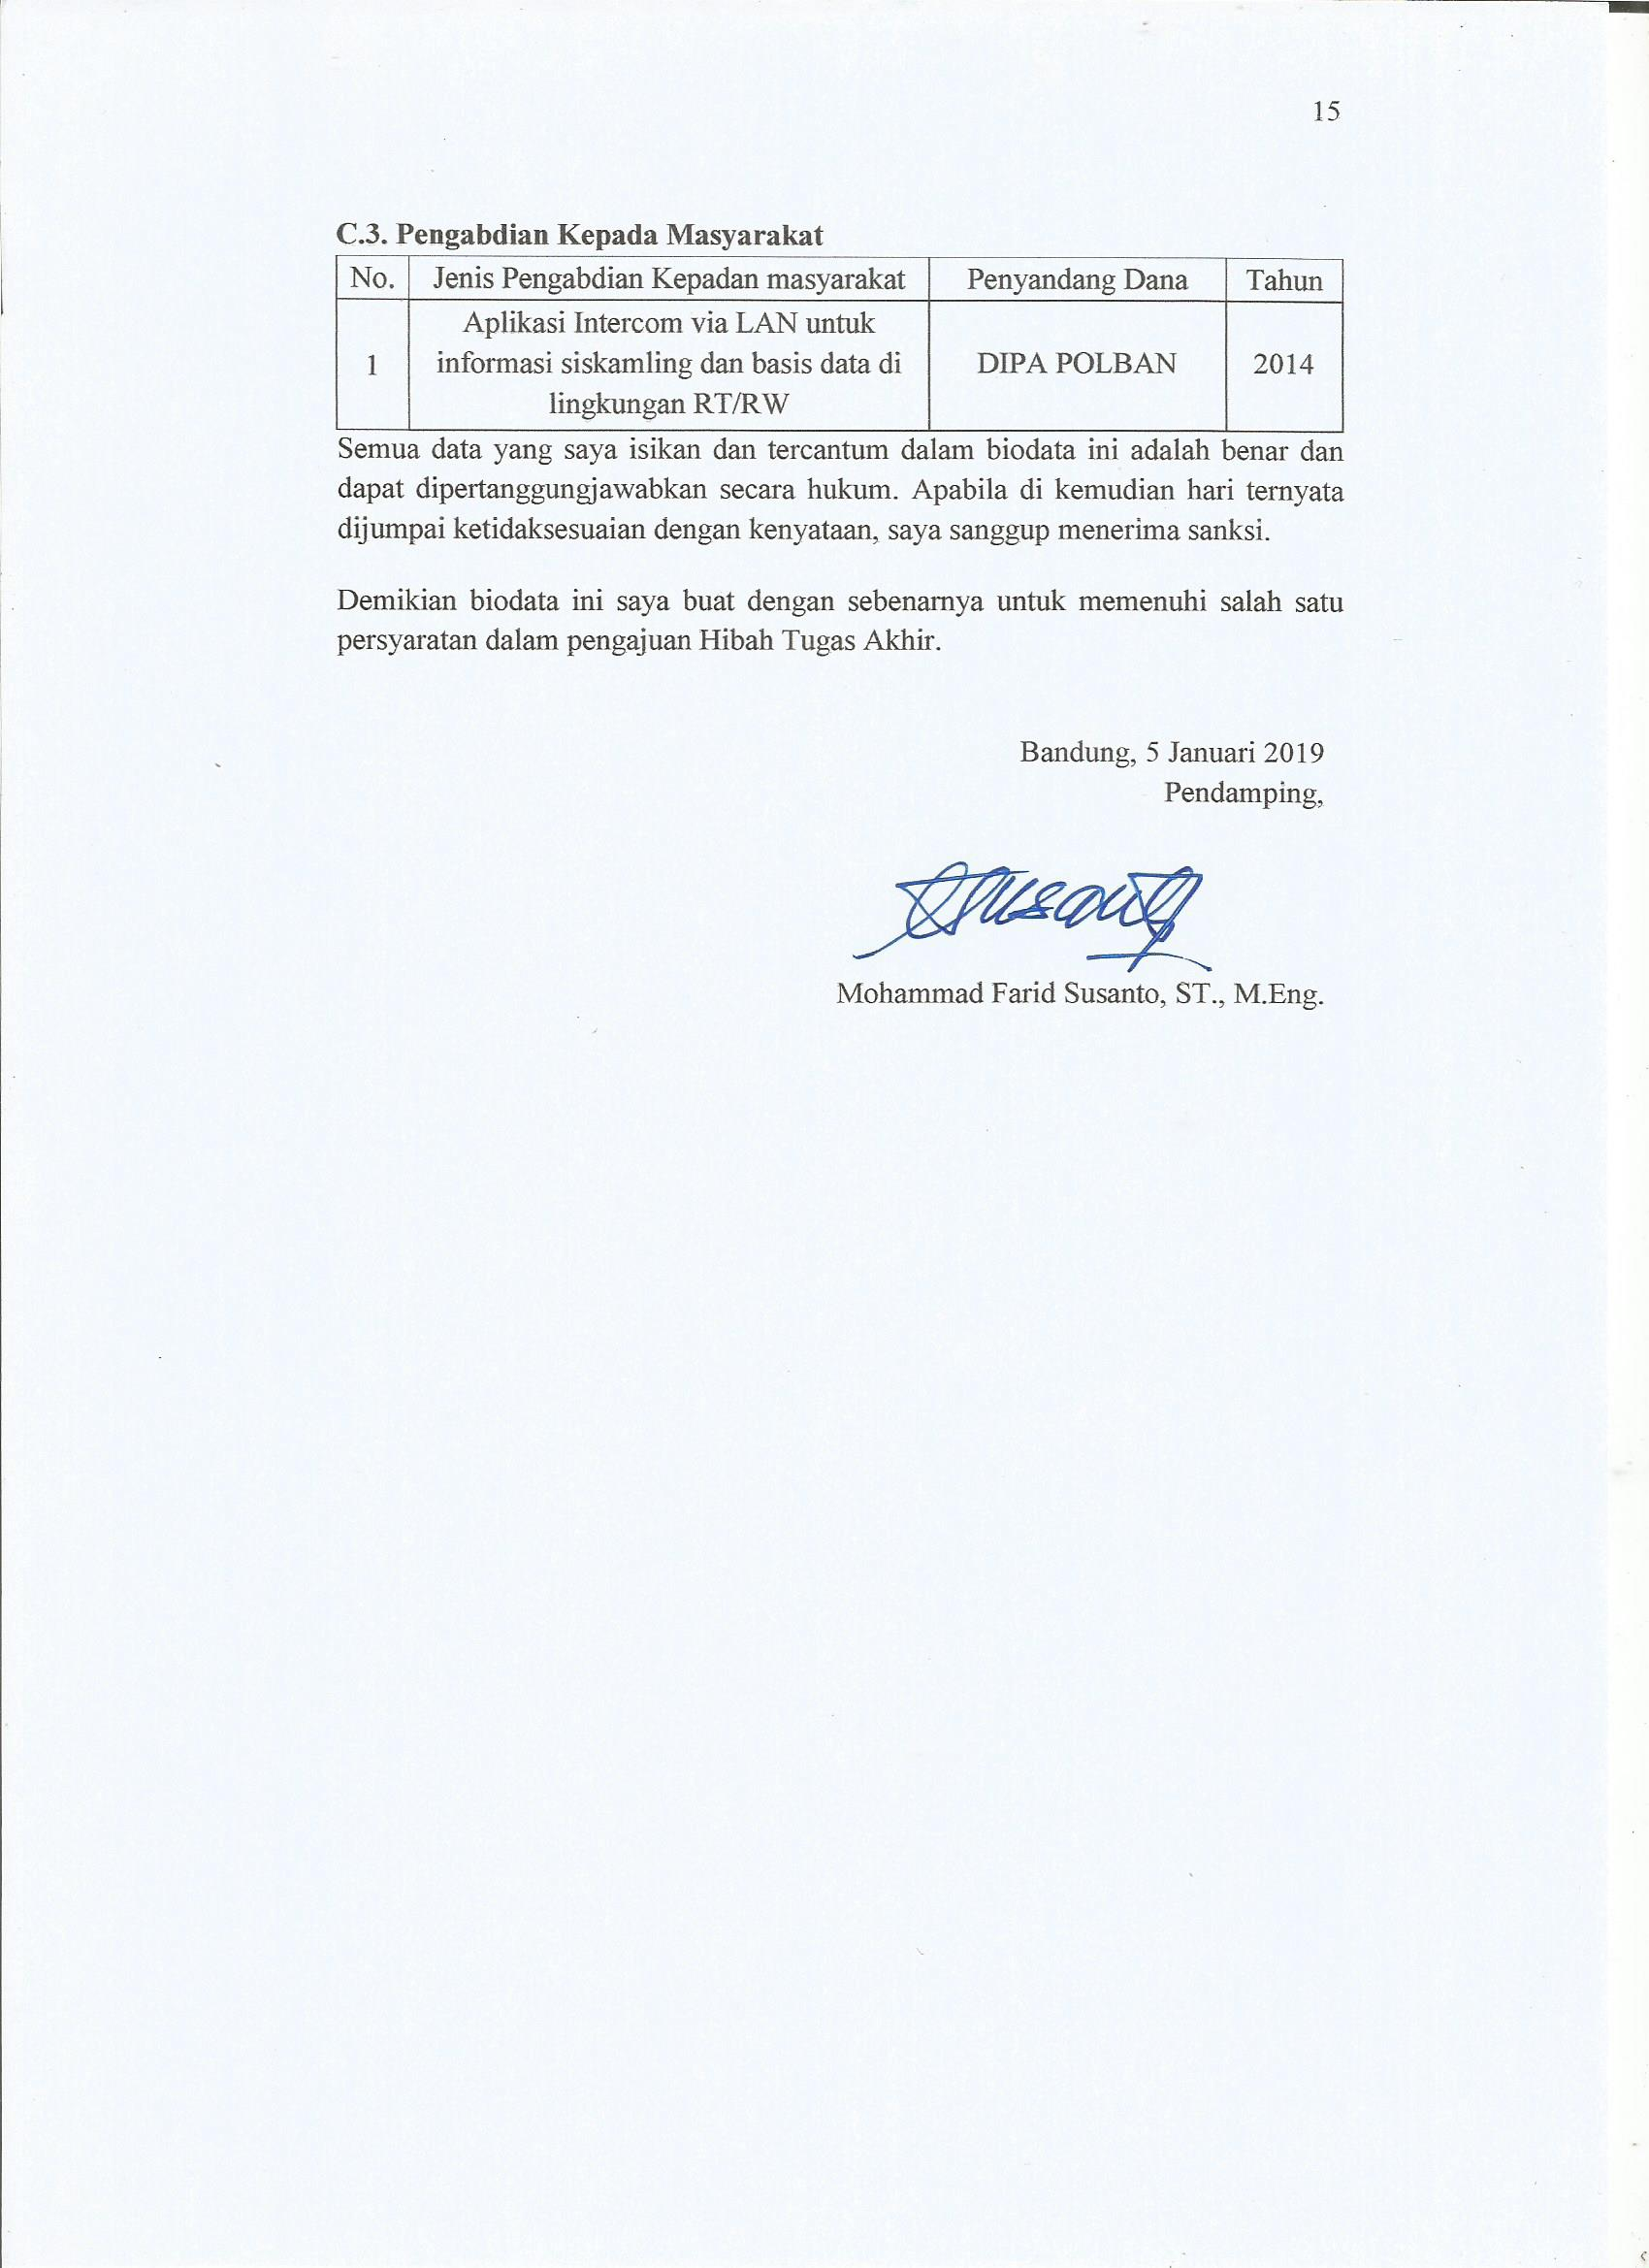 15
C.3. Pengabdian Kepada Masyarakat
No. Jenis Pengabdian Kepadan masyarakat Penyandang Dana Tahun
1 Aplikasi Intercom via LAN untuk informasi siskamling dan basis data di lingkungan RT/RW DIPA POLBAN 2014
Semua data yang saya isikan dan tercantum dalam biodata ini adalah benar dan
dapat dipertanggungjawabkan secara hukum. Apabila di kemudian hari ternyata
dijumpai ketidaksesuaian dengan kenyataan, saya sanggup menerima sanksi.
Demikian biodata ini saya buat dengan sebenarnya untuk memenuhi salah satu
persyaratan dalam pengajuan Hibah Tugas Akhir.
Bandung, 5 Januari 2019
Pendamping,
Mohammad Farid Susanto, ST., M.Eng.